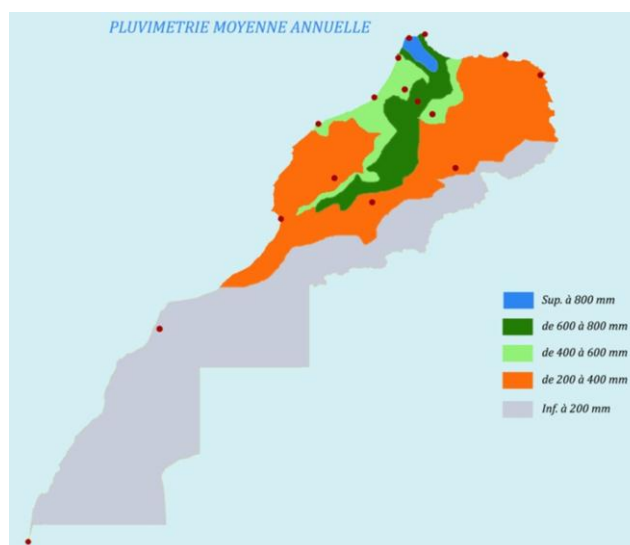 PLUVIMETRIE MOYENNE ANNUELLE
Sup. à 800 mm
de 600 à 800 mm
de 400 à 600 mm
de 200 à 400 mm
Inf. à 200 mm